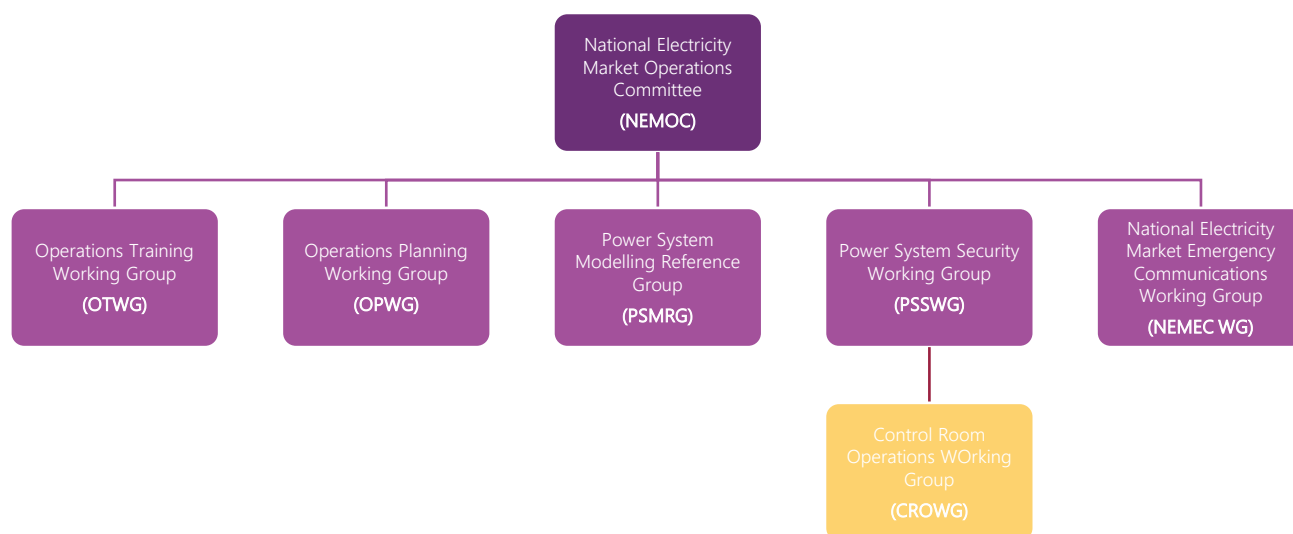 National Electricity
Market Operations
Committee
(NEMOC)
Operations Training
Working Group
(OTWG)
Operations Planning
Working Group
(OPWG)
Power System
Modelling Reference
Group
(PSMRG)
Power System Security
Working Group
(PSSWG)
National Electricity
Market Emergency
Communications
Working Group
(NEMEC WG)
Control Room
Operations WOrking
Group
(CROWG)